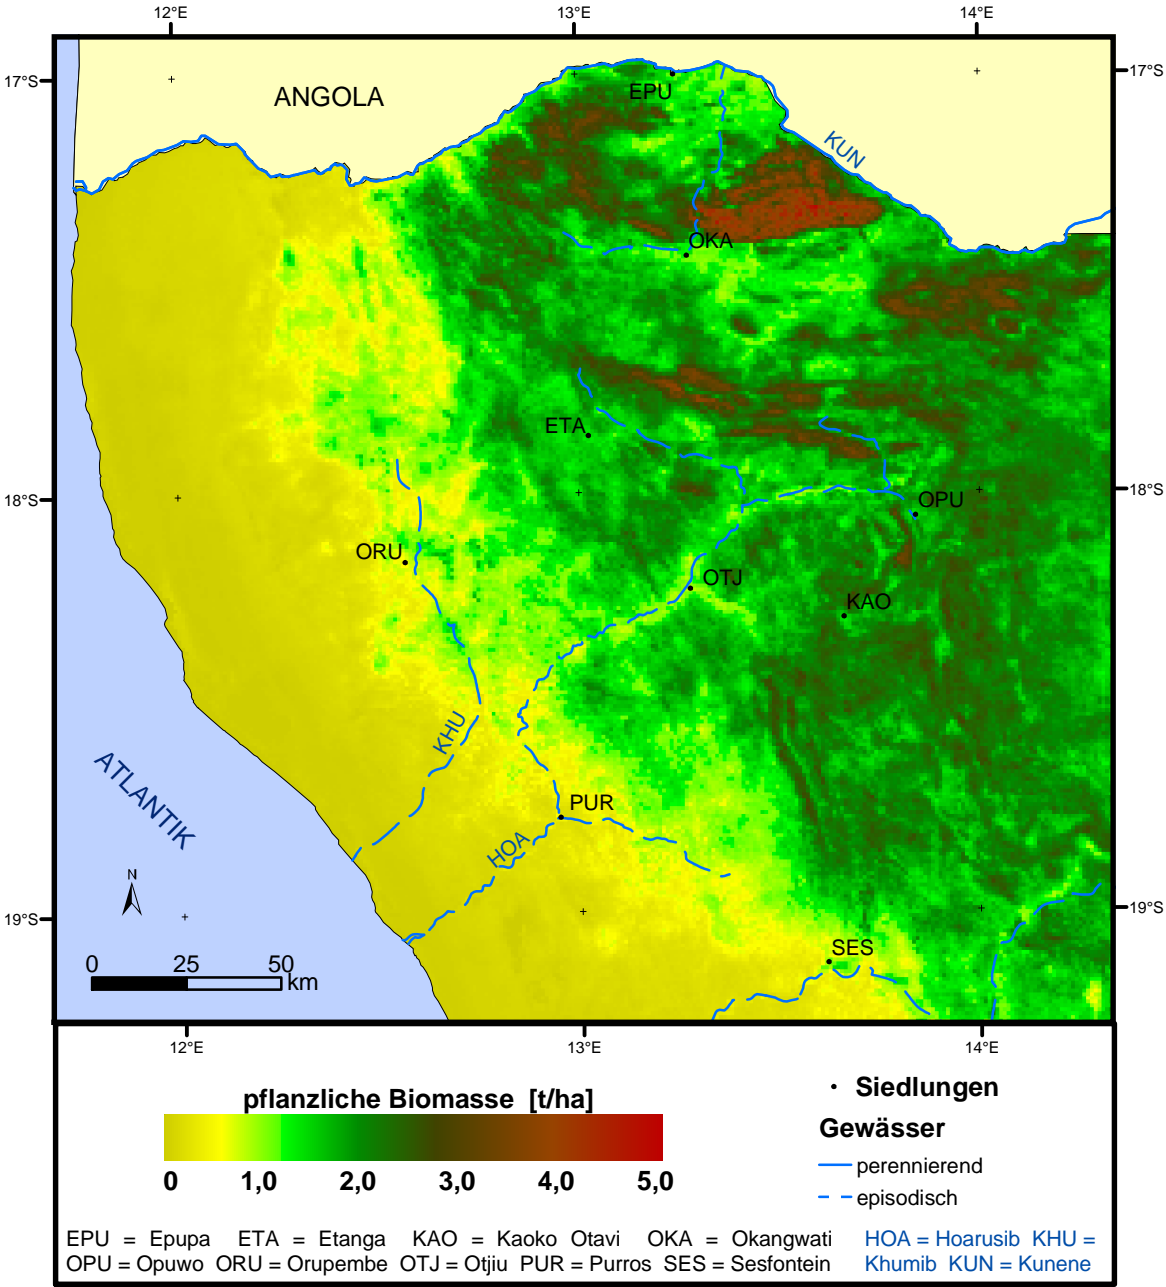 12°E 13°E 14°E
17°S 17°S
ANGOLA
EPU
KUN
OKA
ETA
18°S 18°S
OPU
ORU
OTJ
KAO
KHU
ATLANTIK
PUR
HOA
N
19°S 19°S
SES
0 25 50
km
12°E 13°E 14°E
pflanzliche Biomasse [t/ha]
0 1,0 2,0 3,0 4,0 5,0
Siedlungen
Gewässer
perennierend
episodisch
EPU = Epupa ETA = Etanga KAO = Kaoko Otavi OKA = Okangwati
OPU = Opuwo ORU = Orupembe OTJ = Otjiu PUR = Purros SES = Sesfontein
HOA = Hoarusib KHU =
Khumib KUN = Kunene